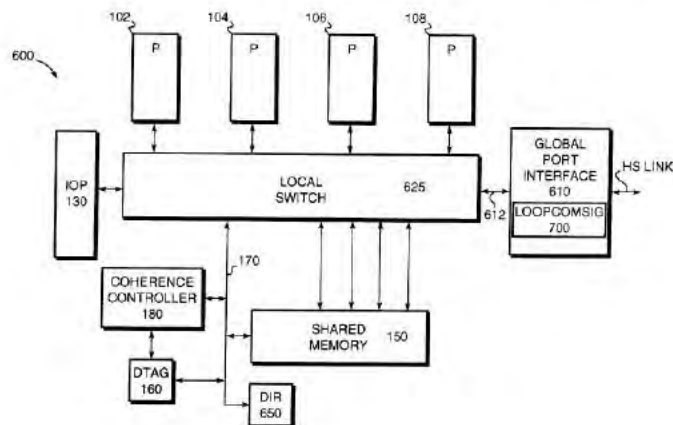 102
104
106
108
600
P
P
P
P
IOP
130
LOCAL
SWITCH
625
612
GLOBAL
PORT
INTERFACE
610
LOOPCOMSIG
700
HS LINK
170
COHERENCE
CONTROLLER
180
SHARED
MEMORY
150
DTAG
160
DIR
650